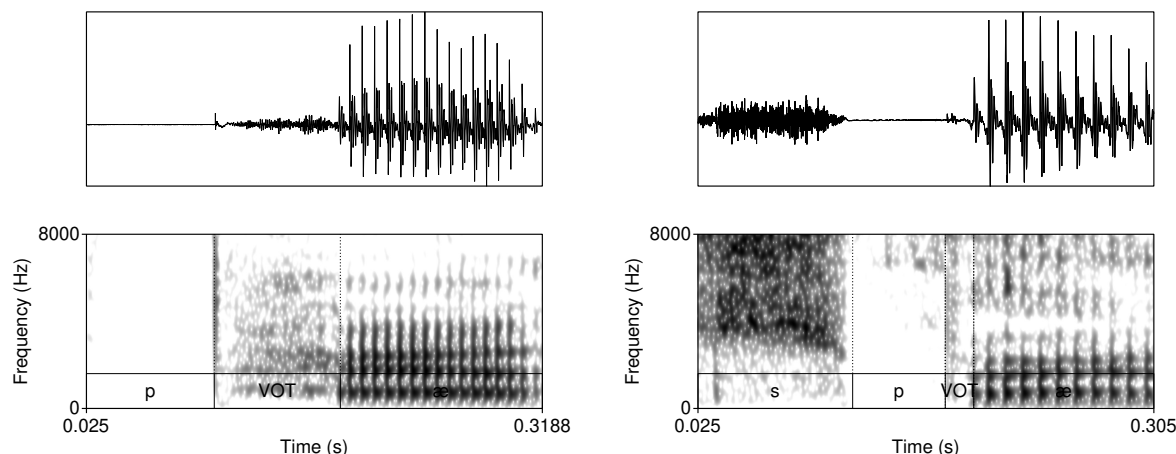 8000
Frequency (Hz)
0
p VOT æ
0.025 0.3188
Time (s)
8000
Frequency (Hz)
0
s p VOT æ
0.025 0.305
Time (s)